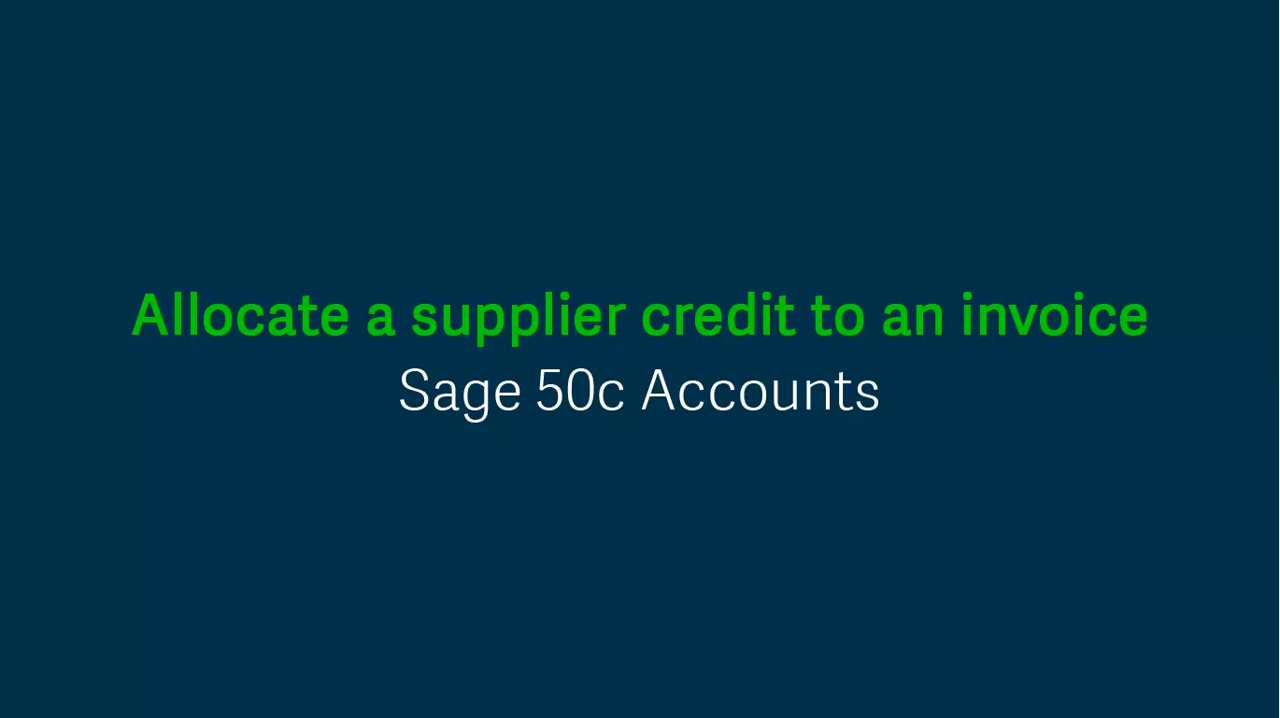 Allocate a supplier credit to an invoice
Sage 50c Accounts